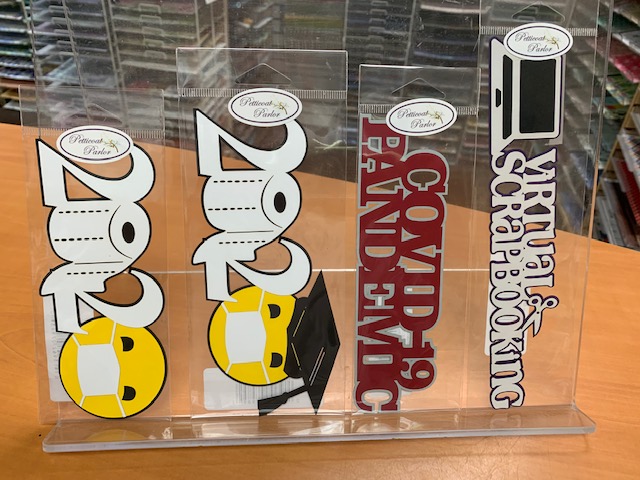 Petticoat
Parlor
2020
Petticoat
Parlor
2020
Petticoat
Parlor
COVID-19
PANDEMIC
Petticoat
Parlor
VIRTUAL
SCRAPBOOKING